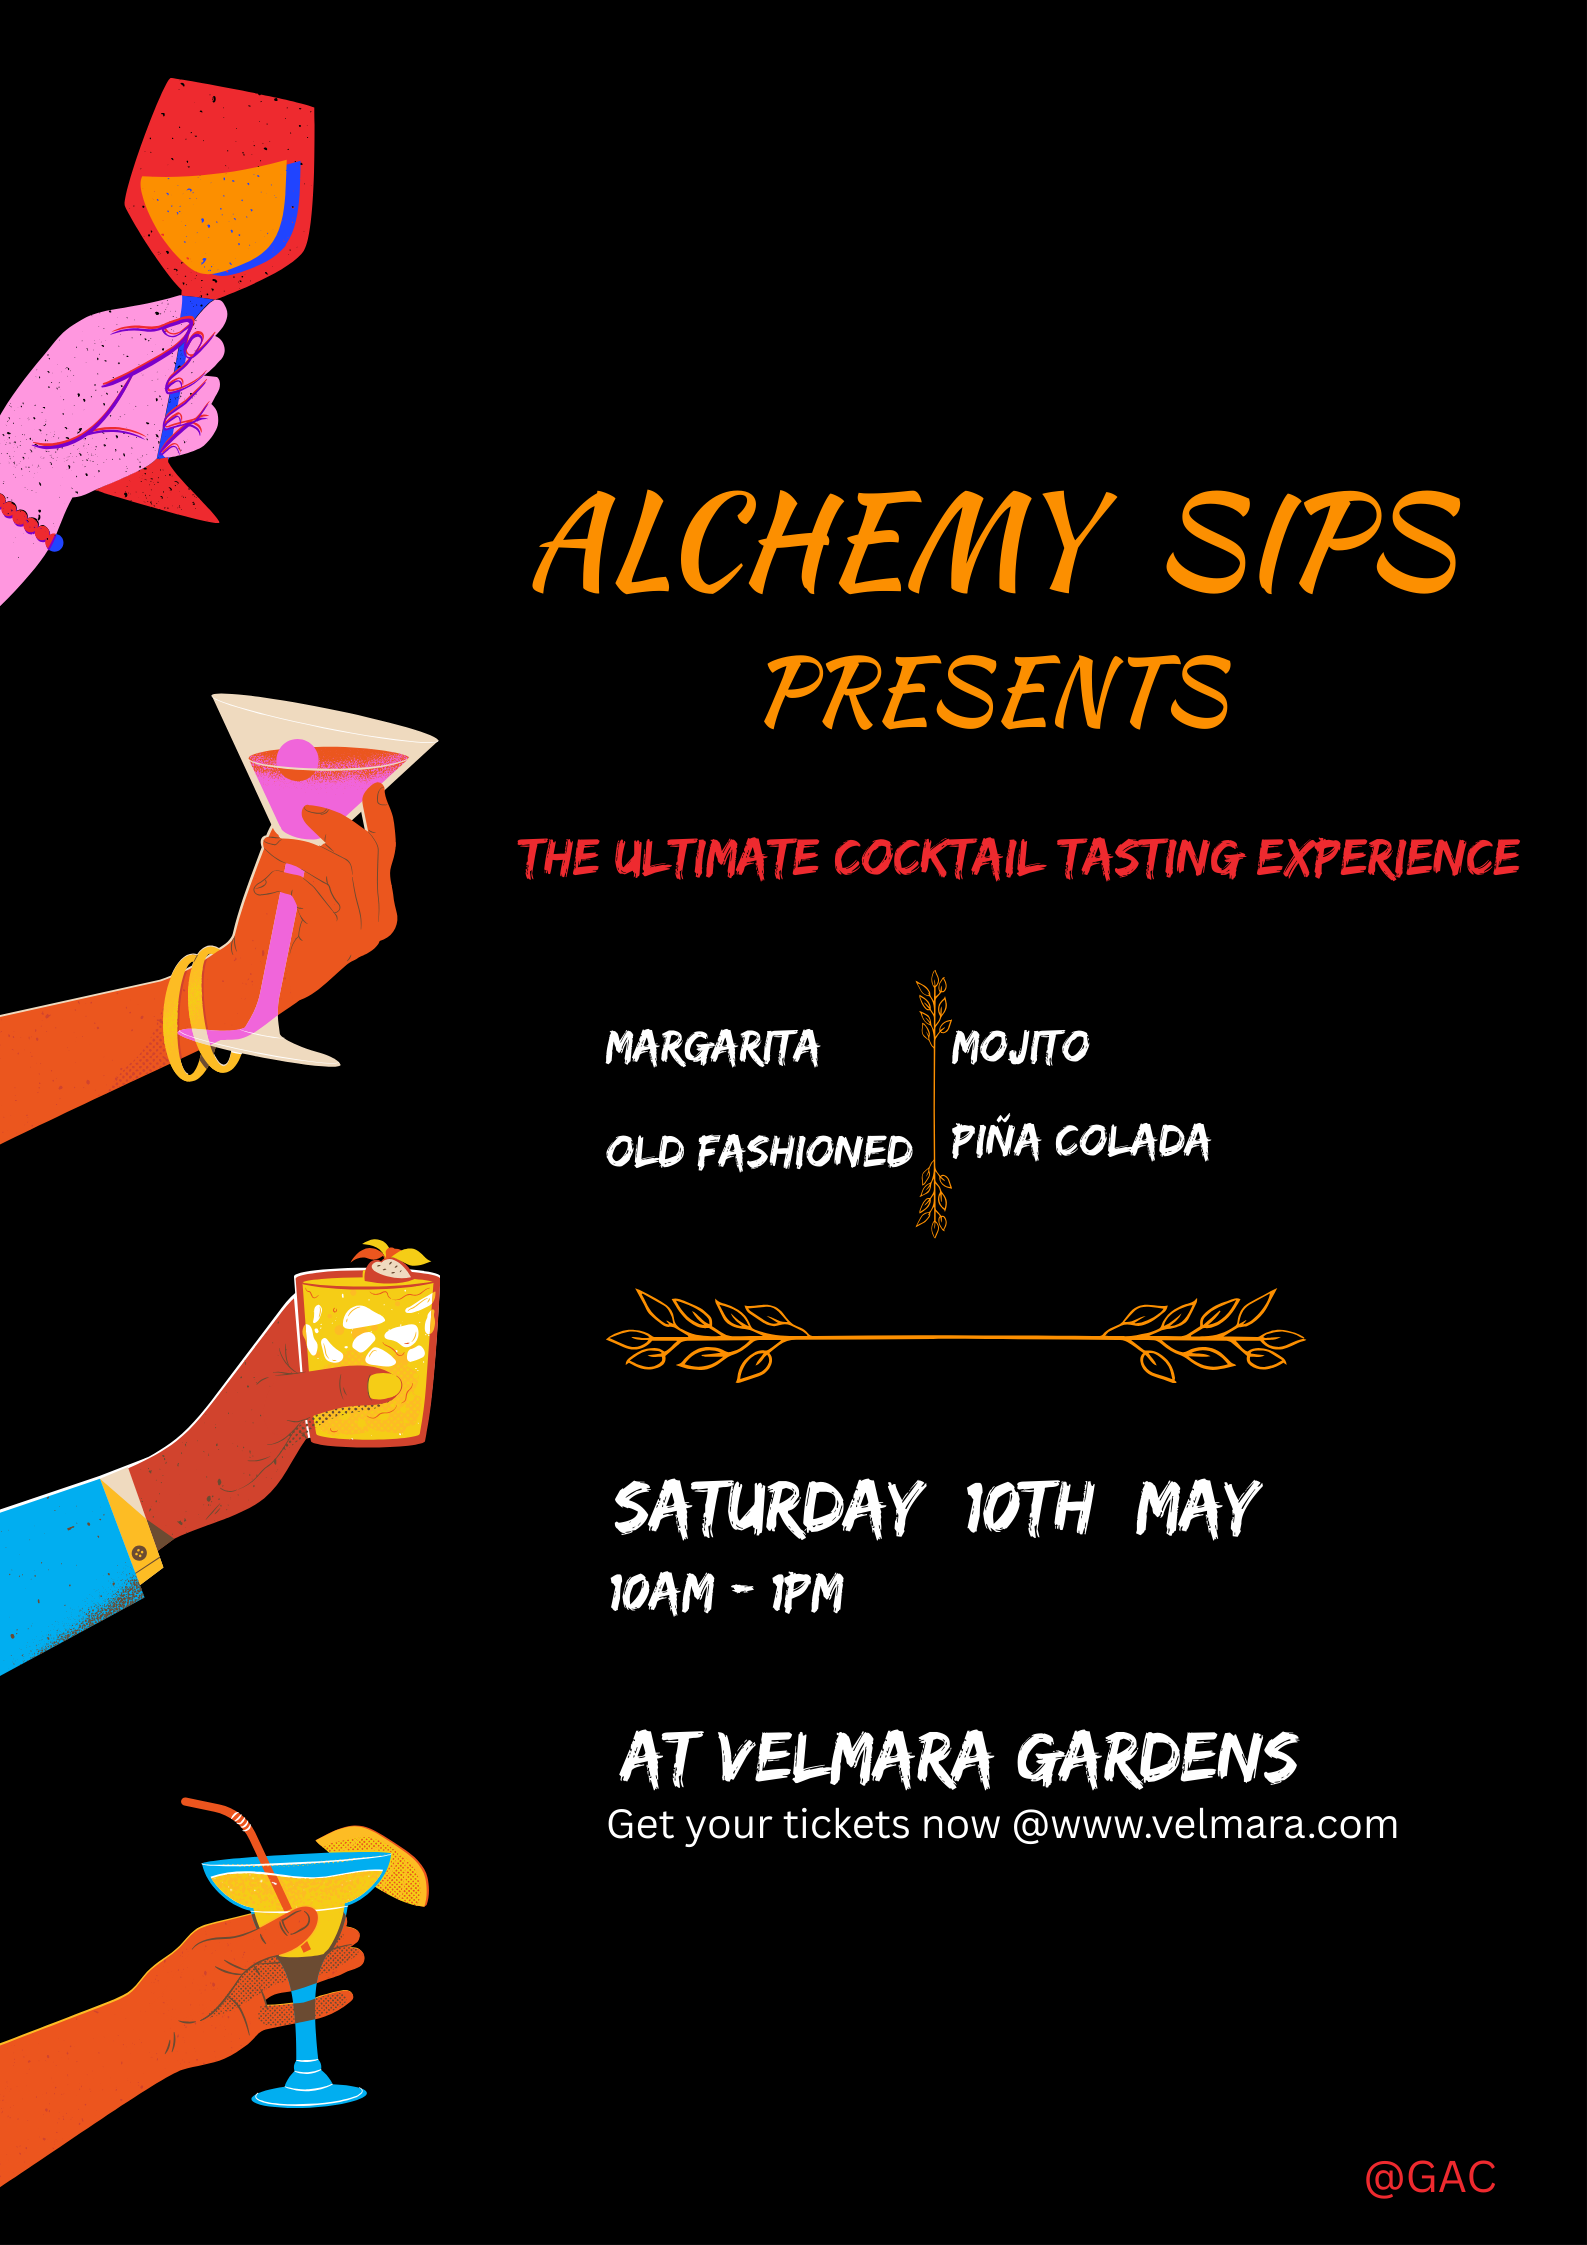 ALCHEMY SIPS
PRESENTS
THE ULTIMATE COCKTAIL TASTING EXPERIENCE
MARGARITA
MOJITO
OLD FASHIONED
PIÑA COLADA
SATURDAY 10TH MAY
10AM - 1PM
AT VELMARA GARDENS
Get your tickets now @www.velmara.com
@GAC